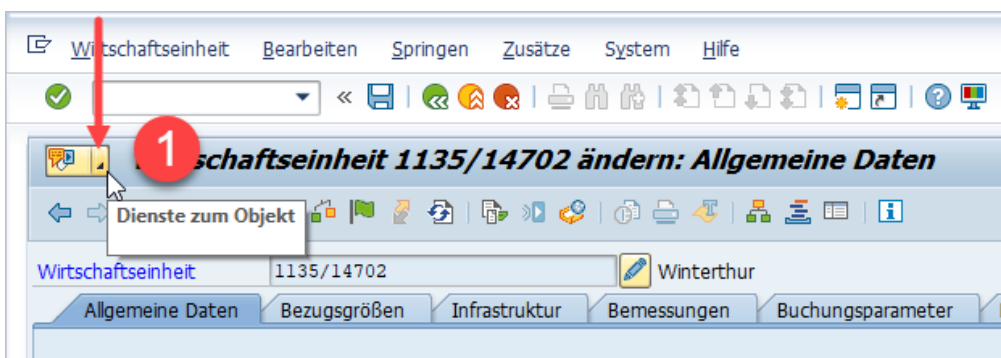 Wirtschaftseinheit Bearbeiten Springen Zusätze System Hilfe
1
schaftseinheit 1135/14702 ändern: Allgemeine Daten
Dienste zum Objekt
Wirtschaftseinheit 1135/14702 Winterthur
Allgemeine Daten Bezugsgrößen Infrastruktur Bemessungen Buchungsparameter